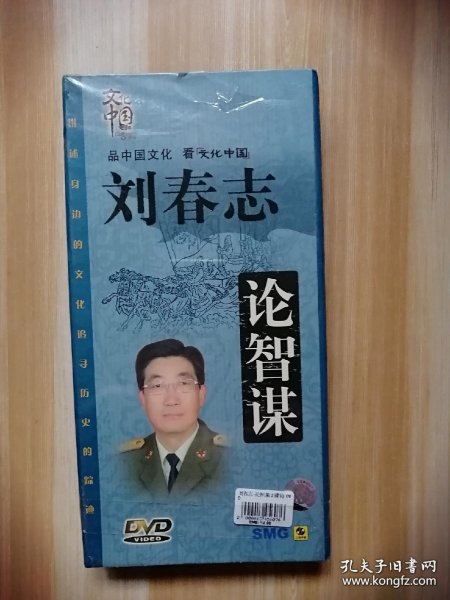 文化
中国
品中国文化 看「文化中国」
刘春志
论智谋
讲述身边的文化追寻历史的踪迹
DVD
VIDEO
SMG
孔夫子旧书网
www.kongfz.com